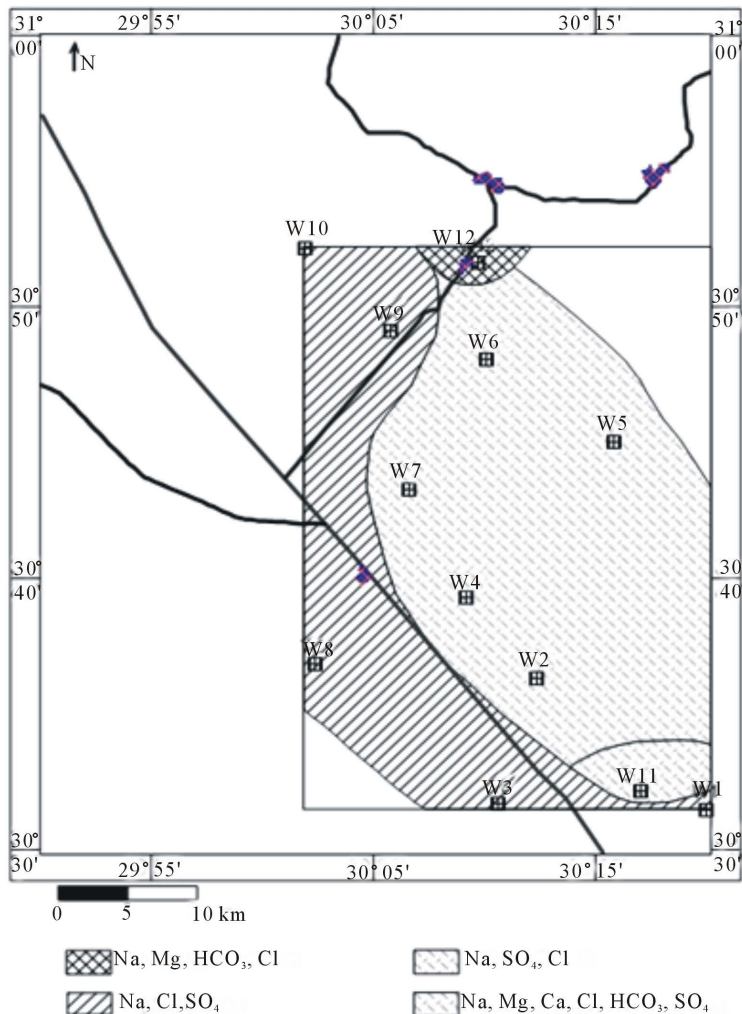 31° 29°55' 30°05' 30°15' 31°
00' 00'
N
W10
W12
30° 30°
50' W9 50'
W6
W5
W7
30° 30
40' W4 40'
W8 W2
W11 W1
W3
30° 30°
30' 29°55' 30°05' 30°15' 30'
0 5 10 km
Na, Mg, HCO₃, Cl Na, SO₄, Cl
Na, Cl,SO₄ Na, Mg, Ca, Cl, HCO₃, SO₄